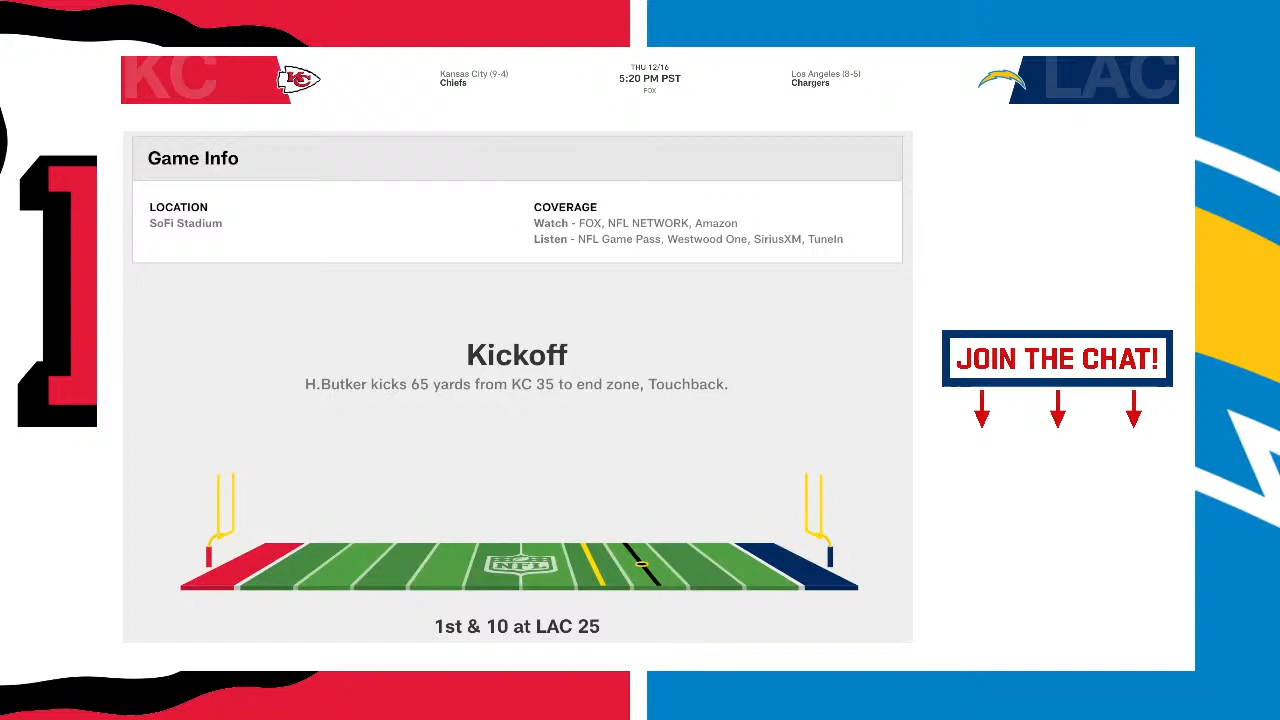 KC
KC
Kansas City (9-4)
Chiefs
THU 12/16
5:20 PM PST
FOX
Los Angeles (8-5)
Chargers
LAC
Game Info
LOCATION
SoFi Stadium
COVERAGE
Watch - FOX, NFL NETWORK, Amazon
Listen - NFL Game Pass, Westwood One, SiriusXM, TuneIn
Kickoff
H.Butker kicks 65 yards from KC 35 to end zone, Touchback.
JOIN THE CHAT!
NFL
1st & 10 at LAC 25